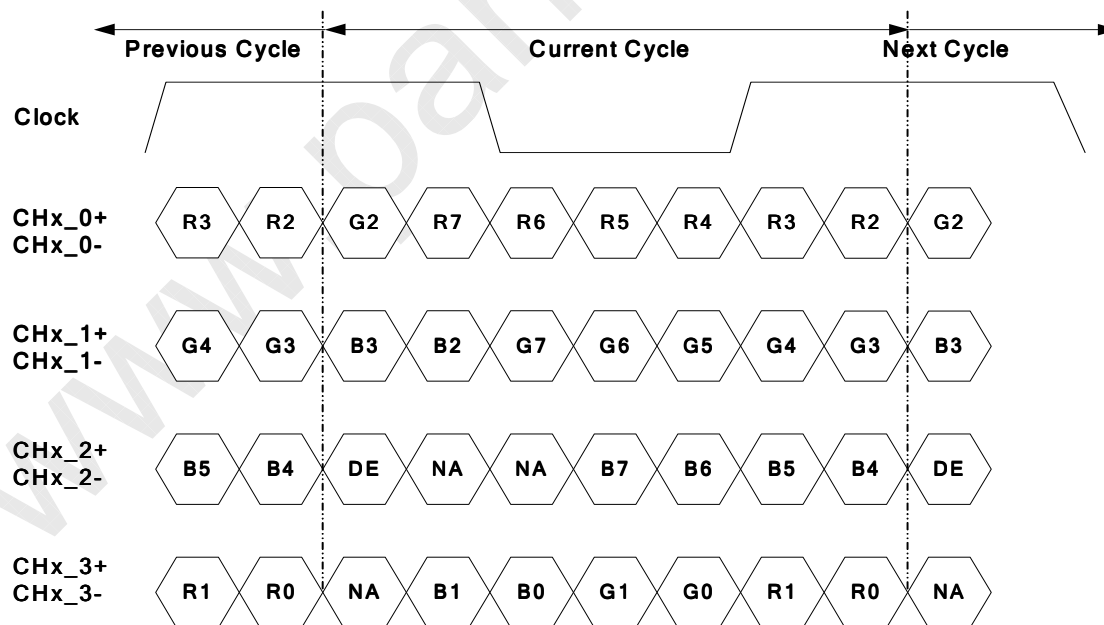 Previous Cycle Current Cycle Next Cycle
Clock
CHx_0+
CHx_0-
R3 R2 G2 R7 R6 R5 R4 R3 R2 G2
CHx_1+
CHx_1-
G4 G3 B3 B2 G7 G6 G5 G4 G3 B3
CHx_2+
CHx_2-
B5 B4 DE NA NA B7 B6 B5 B4 DE
CHx_3+
CHx_3-
R1 R0 NA B1 B0 G1 G0 R1 R0 NA
www.pan